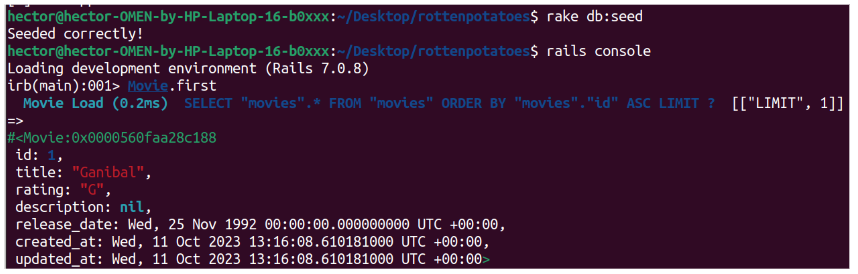 hector@hector-OMEN-by-HP-Laptop-16-b0xxx:~/Desktop/rottenpotatoes$ rake db:seed
Seeded correctly!
hector@hector-OMEN-by-HP-Laptop-16-b0xxx:~/Desktop/rottenpotatoes$ rails console
Loading development environment (Rails 7.0.8)
irb(main):001> Movie.first
  Movie Load (0.2ms)  SELECT "movies".* FROM "movies" ORDER BY "movies"."id" ASC LIMIT ?  [["LIMIT", 1]]
=>
#<Movie:0x0000560faa28c188
 id: 1,
 title: "Ganibal",
 rating: "G",
 description: nil,
 release_date: Wed, 25 Nov 1992 00:00:00.000000000 UTC +00:00,
 created_at: Wed, 11 Oct 2023 13:16:08.610181000 UTC +00:00,
 updated_at: Wed, 11 Oct 2023 13:16:08.610181000 UTC +00:00>